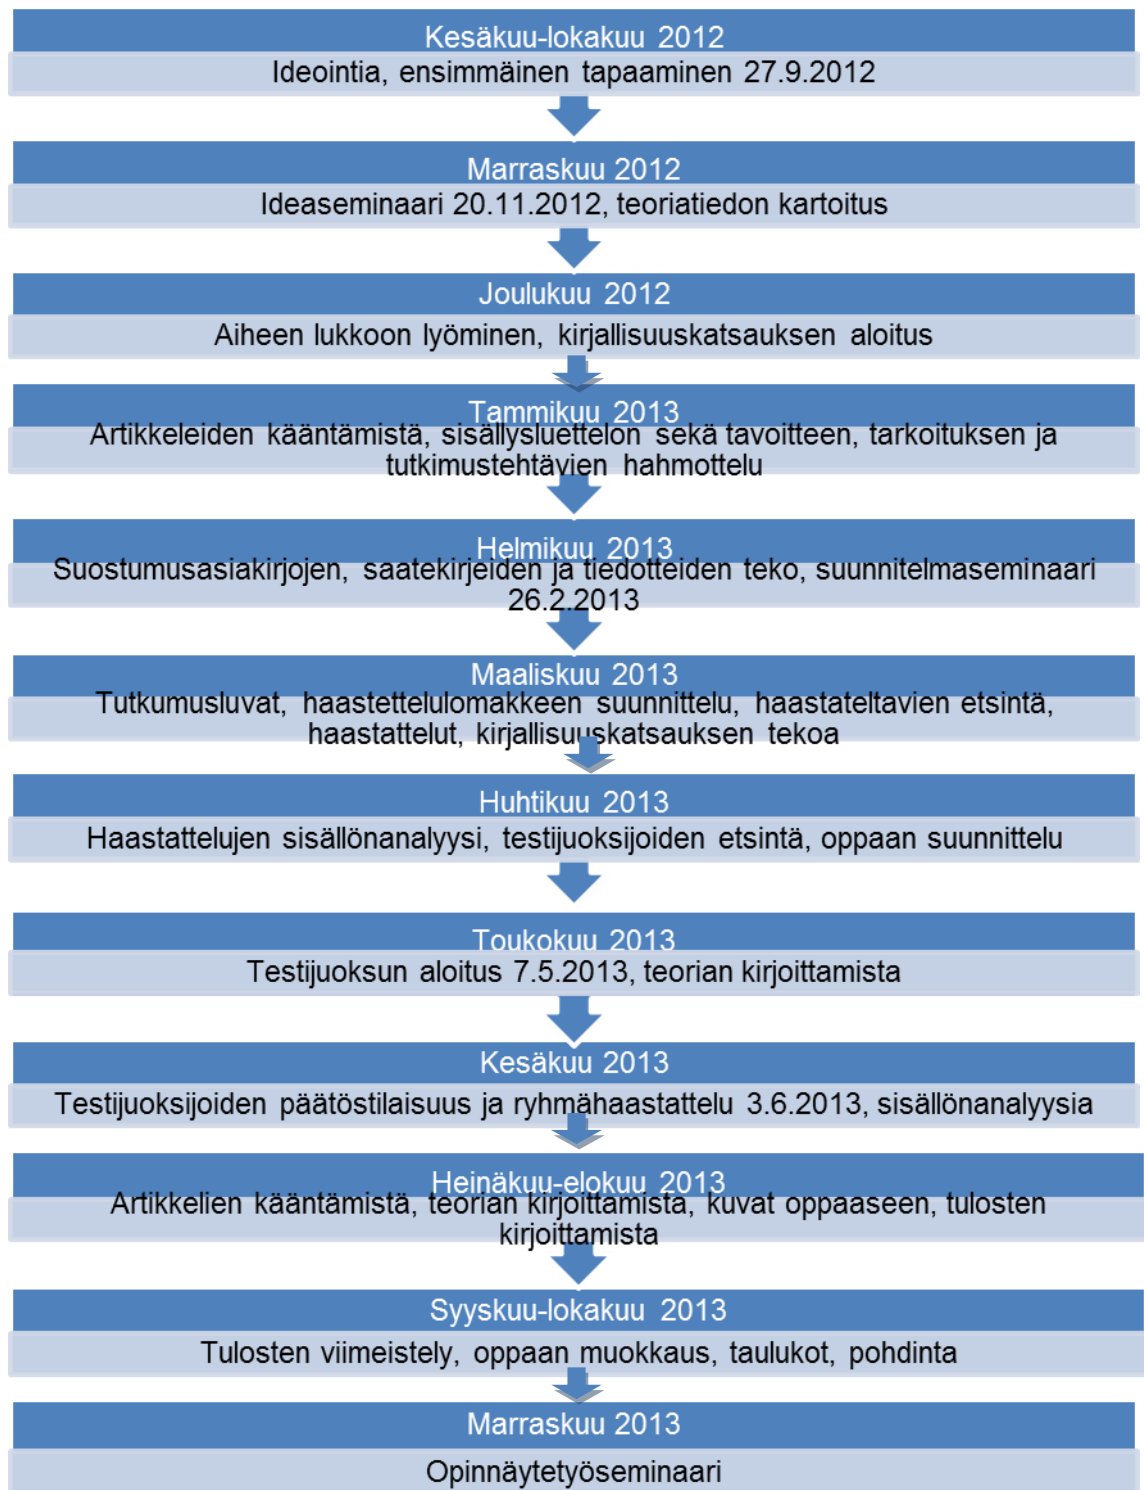 Kesäkuu-lokakuu 2012
Ideointia, ensimmäinen tapaaminen 27.9.2012
Marraskuu 2012
Ideaseminaari 20.11.2012, teoriatiedon kartoitus
Joulukuu 2012
Aiheen lukkoon lyöminen, kirjallisuuskatsauksen aloitus
Tammikuu 2013
Artikkeleiden kääntämistä, sisällysluettelon sekä tavoitteen, tarkoituksen ja
tutkimustehtävien hahmottelu
Helmikuu 2013
Suostumusasiakirjojen, saatekirjeiden ja tiedotteiden teko, suunnitelmaseminaari
26.2.2013
Maaliskuu 2013
Tutkumusluvat, haastettelulomakkeen suunnittelu, haastateltavien etsintä,
haastattelut, kirjallisuuskatsauksen tekoa
Huhtikuu 2013
Haastattelujen sisällönanalyysi, testijuoksijoiden etsintä, oppaan suunnittelu
Toukokuu 2013
Testijuoksun aloitus 7.5.2013, teorian kirjoittamista
Kesäkuu 2013
Testijuoksijoiden päätöstilaisuus ja ryhmähaastattelu 3.6.2013, sisällönanalyysia
Heinäkuu-elokuu 2013
Artikkelien kääntämistä, teorian kirjoittamista, kuvat oppaaseen, tulosten
kirjoittamista
Syyskuu-lokakuu 2013
Tulosten viimeistely, oppaan muokkaus, taulukot, pohdinta
Marraskuu 2013
Opinnäytetyöseminaari